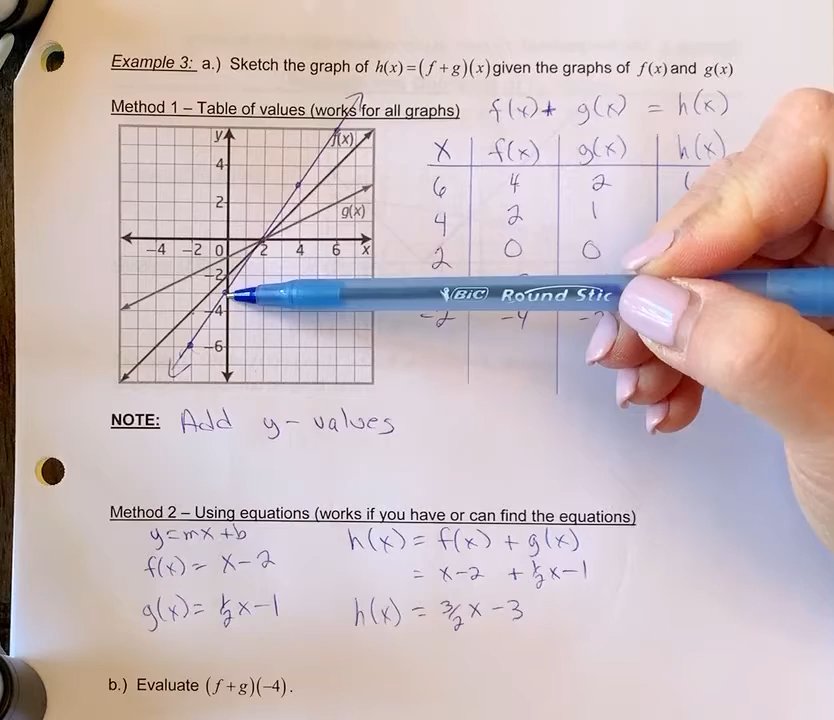 Example 3: a.) Sketch the graph of h(x)=(f+g)(x) given the graphs of f(x) and g(x)
Method 1 – Table of values (works for all graphs)
f(x) + g(x) = h(x)
x f(x) g(x) h(x)
6 4 2
4 2 1
2 0 0
-2 -4
y
f(x)
4
2
g(x)
-4 -2 0 2 4 6 x
-2
-4
-6
BiC Round Stic
NOTE: Add y-values
Method 2 – Using equations (works if you have or can find the equations)
y=mx+b h(x) = f(x) + g(x)
f(x) = x-2 = x-2 + 1/2x-1
g(x) = 1/2x-1 h(x) = 3/2x-3
b.) Evaluate (f+g)(-4).